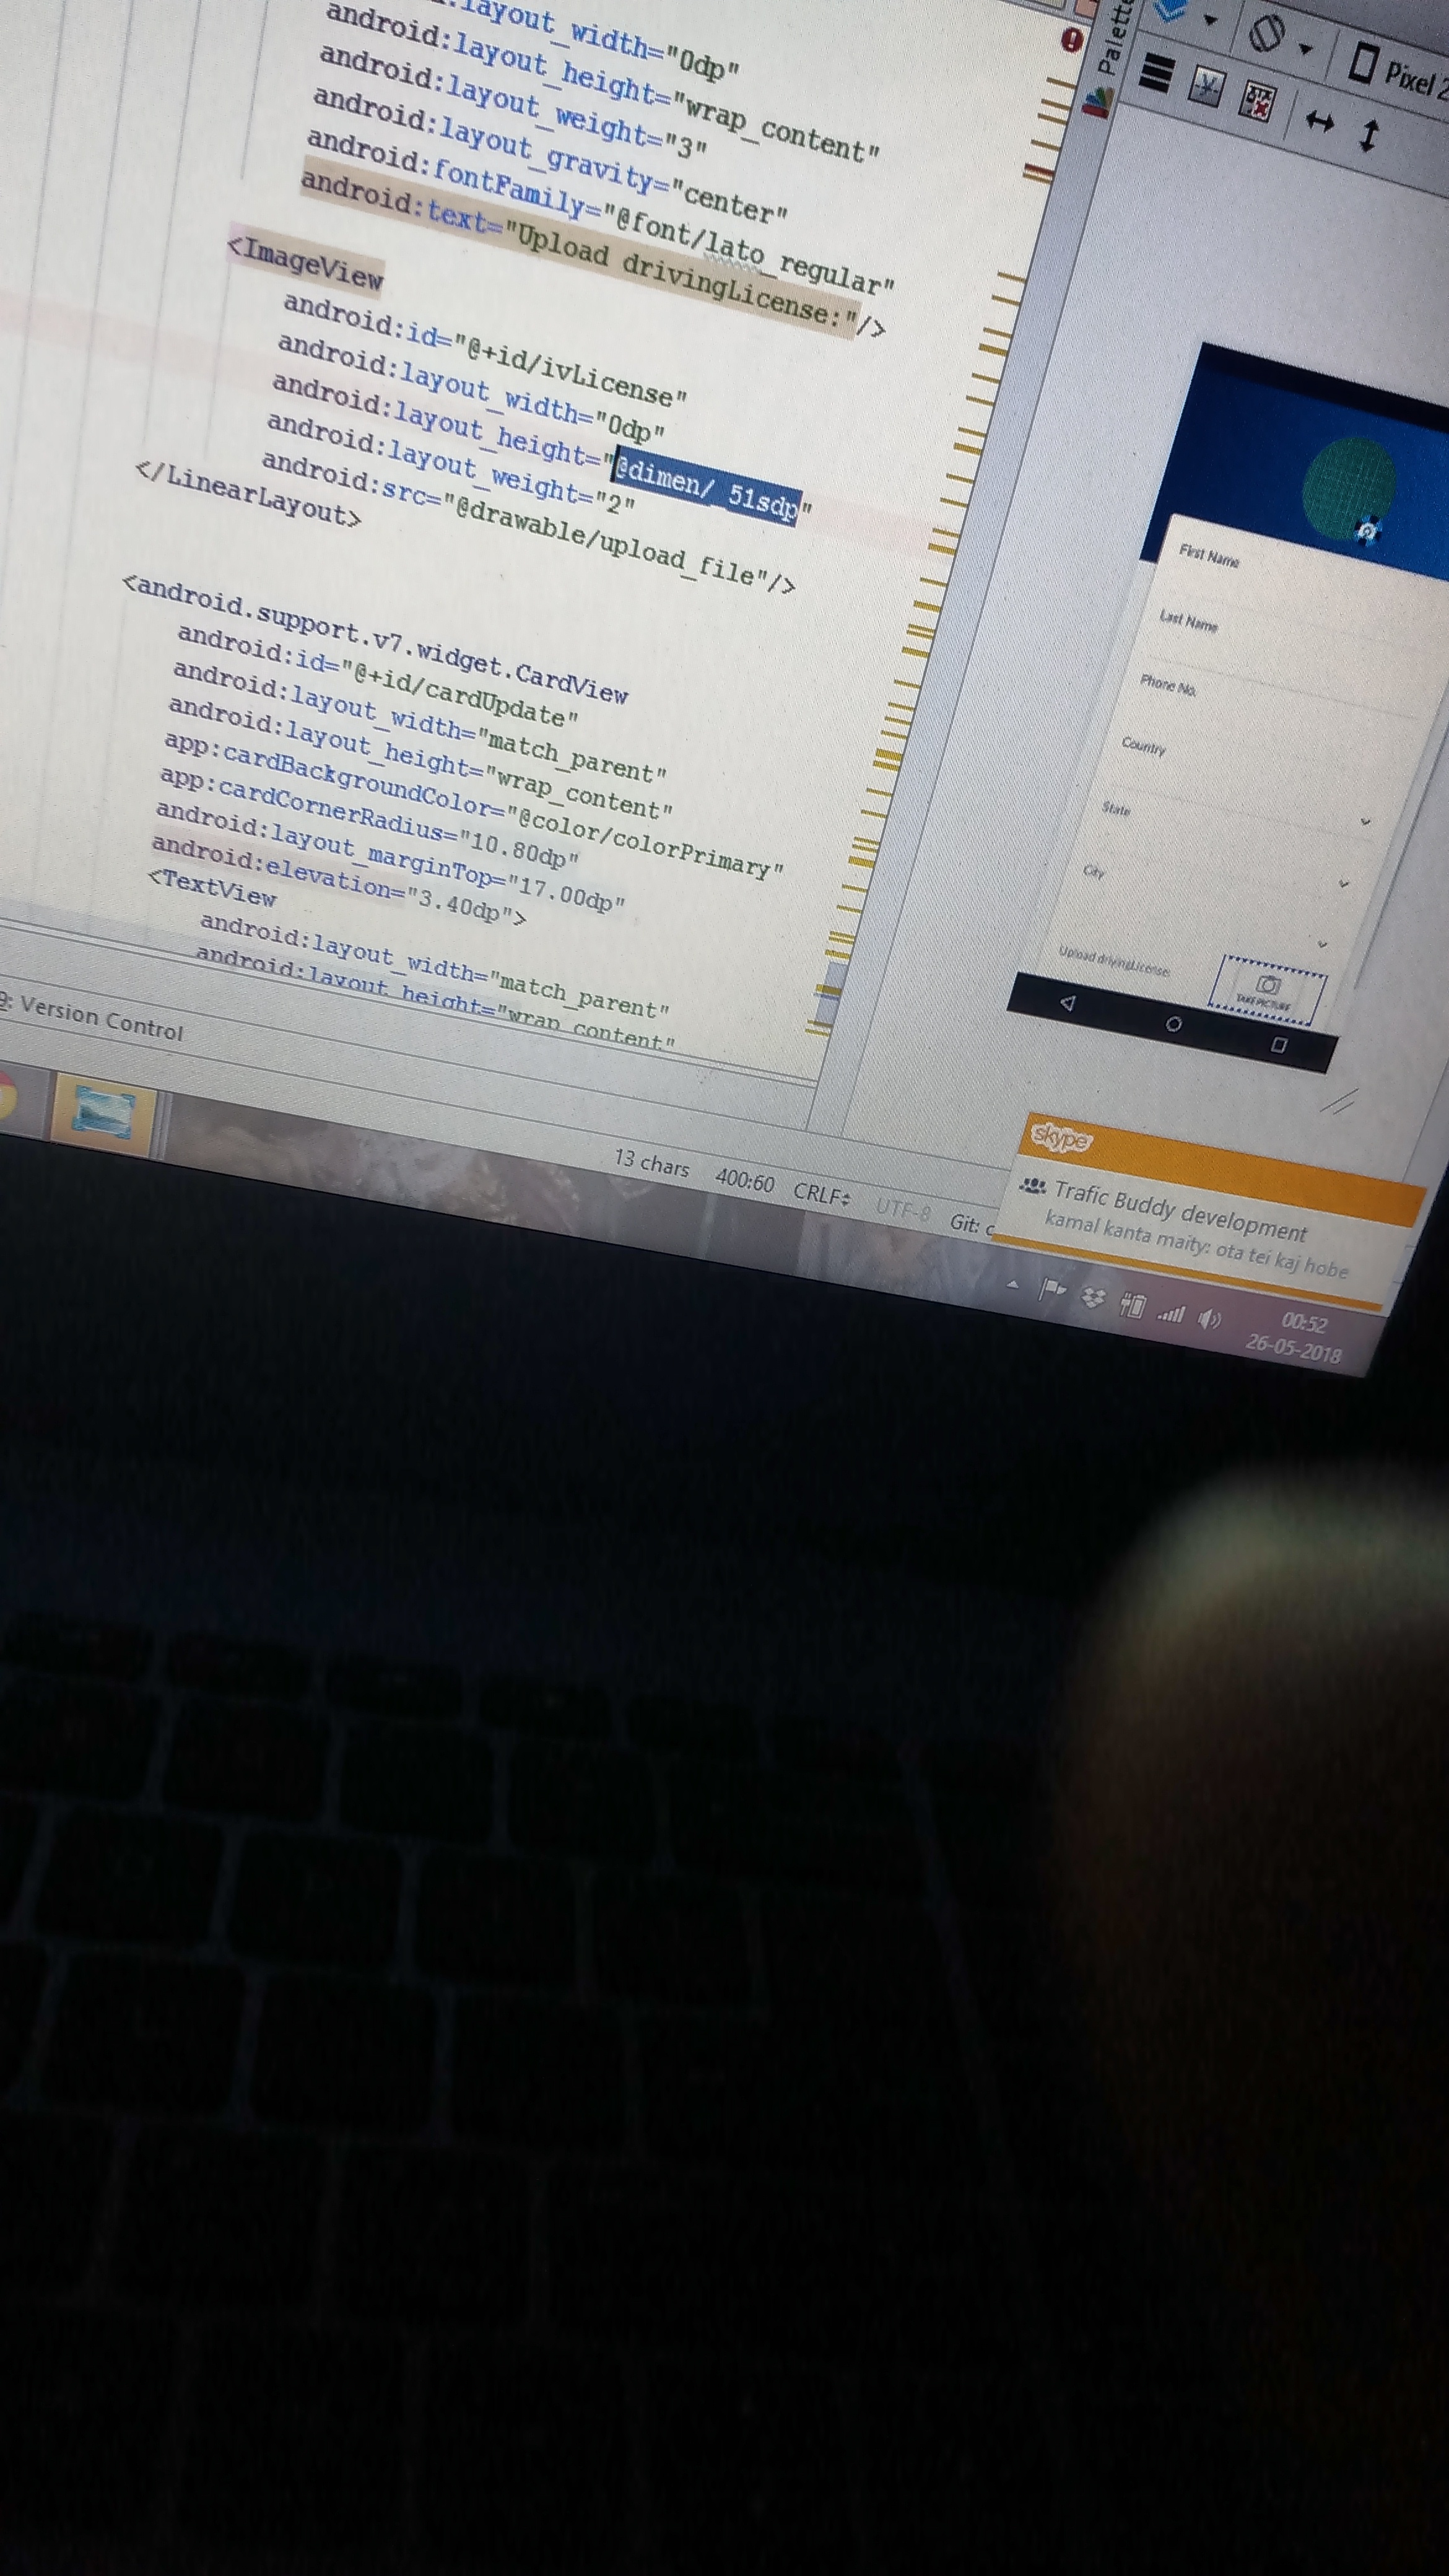 layout_width="0dp"
android:layout_height="wrap_content"
android:layout_weight="3"
android:layout_gravity="center"
android:fontFamily="@font/lato_regular"
android:text="Upload drivingLicense:"/>
<ImageView
android:id="@+id/ivLicense"
android:layout_width="0dp"
android:layout_height="@dimen/_51sdp"
android:layout_weight="2"
android:src="@drawable/upload_file"/>
</LinearLayout>
<android.support.v7.widget.CardView
android:id="@+id/cardUpdate"
android:layout_width="match_parent"
android:layout_height="wrap_content"
app:cardBackgroundColor="@color/colorPrimary"
app:cardCornerRadius="10.80dp"
android:layout_marginTop="17.00dp"
android:elevation="3.40dp">
<TextView
android:layout_width="match_parent"
android:layout_height="wrap_content"
9: Version Control
13 chars 400:60 CRLF UTF-8 Git:
Palette
Pixel 2
First Name
Last Name
Phone No.
Country
State
City
Upload drivingLicense:
TAKE PICTURE
skype
Trafic Buddy development
kamal kanta maity: ota tei kaj hobe
00:52
26-05-2018